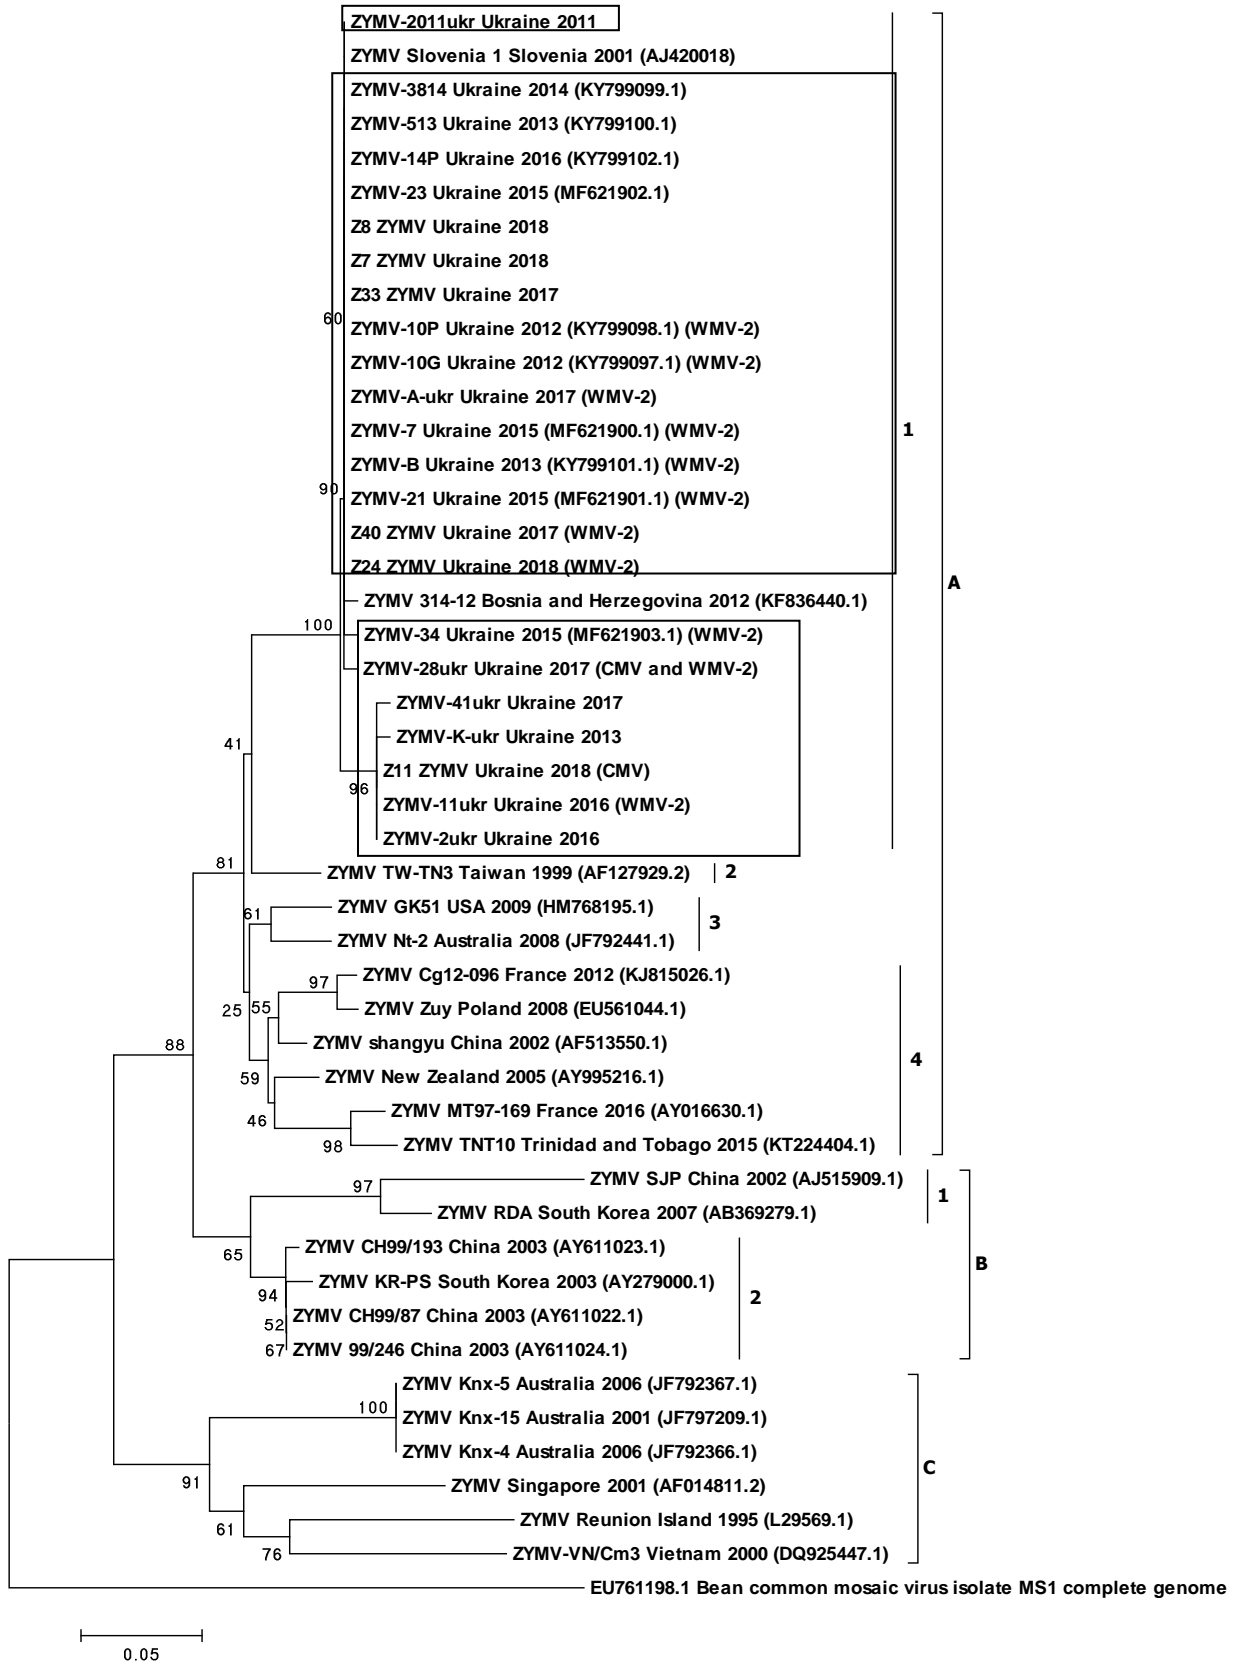 ZYMV-2011ukr Ukraine 2011
ZYMV Slovenia 1 Slovenia 2001 (AJ420018)
ZYMV-3814 Ukraine 2014 (KY799099.1)
ZYMV-513 Ukraine 2013 (KY799100.1)
ZYMV-14P Ukraine 2016 (KY799102.1)
ZYMV-23 Ukraine 2015 (MF621902.1)
Z8 ZYMV Ukraine 2018
Z7 ZYMV Ukraine 2018
Z33 ZYMV Ukraine 2017
60
ZYMV-10P Ukraine 2012 (KY799098.1) (WMV-2)
ZYMV-10G Ukraine 2012 (KY799097.1) (WMV-2)
ZYMV-A-ukr Ukraine 2017 (WMV-2)
ZYMV-7 Ukraine 2015 (MF621900.1) (WMV-2)
1
ZYMV-B Ukraine 2013 (KY799101.1) (WMV-2)
90
ZYMV-21 Ukraine 2015 (MF621901.1) (WMV-2)
Z40 ZYMV Ukraine 2017 (WMV-2)
Z24 ZYMV Ukraine 2018 (WMV-2)
A
ZYMV 314-12 Bosnia and Herzegovina 2012 (KF836440.1)
100
ZYMV-34 Ukraine 2015 (MF621903.1) (WMV-2)
ZYMV-28ukr Ukraine 2017 (CMV and WMV-2)
ZYMV-41ukr Ukraine 2017
ZYMV-K-ukr Ukraine 2013
41
Z11 ZYMV Ukraine 2018 (CMV)
96
ZYMV-11ukr Ukraine 2016 (WMV-2)
ZYMV-2ukr Ukraine 2016
81
ZYMV TW-TN3 Taiwan 1999 (AF127929.2)
2
ZYMV GK51 USA 2009 (HM768195.1)
61
3
ZYMV Nt-2 Australia 2008 (JF792441.1)
ZYMV Cg12-096 France 2012 (KJ815026.1)
97
25
55
ZYMV Zuy Poland 2008 (EU561044.1)
88
ZYMV shangyu China 2002 (AF513550.1)
4
59
ZYMV New Zealand 2005 (AY995216.1)
46
ZYMV MT97-169 France 2016 (AY016630.1)
98
ZYMV TNT10 Trinidad and Tobago 2015 (KT224404.1)
ZYMV SJP China 2002 (AJ515909.1)
97
1
ZYMV RDA South Korea 2007 (AB369279.1)
65
ZYMV CH99/193 China 2003 (AY611023.1)
B
ZYMV KR-PS South Korea 2003 (AY279000.1)
94
2
52
ZYMV CH99/87 China 2003 (AY611022.1)
67
ZYMV 99/246 China 2003 (AY611024.1)
ZYMV Knx-5 Australia 2006 (JF792367.1)
100
ZYMV Knx-15 Australia 2001 (JF797209.1)
ZYMV Knx-4 Australia 2006 (JF792366.1)
C
91
ZYMV Singapore 2001 (AF014811.2)
61
ZYMV Reunion Island 1995 (L29569.1)
76
ZYMV-VN/Cm3 Vietnam 2000 (DQ925447.1)
EU761198.1 Bean common mosaic virus isolate MS1 complete genome
0.05